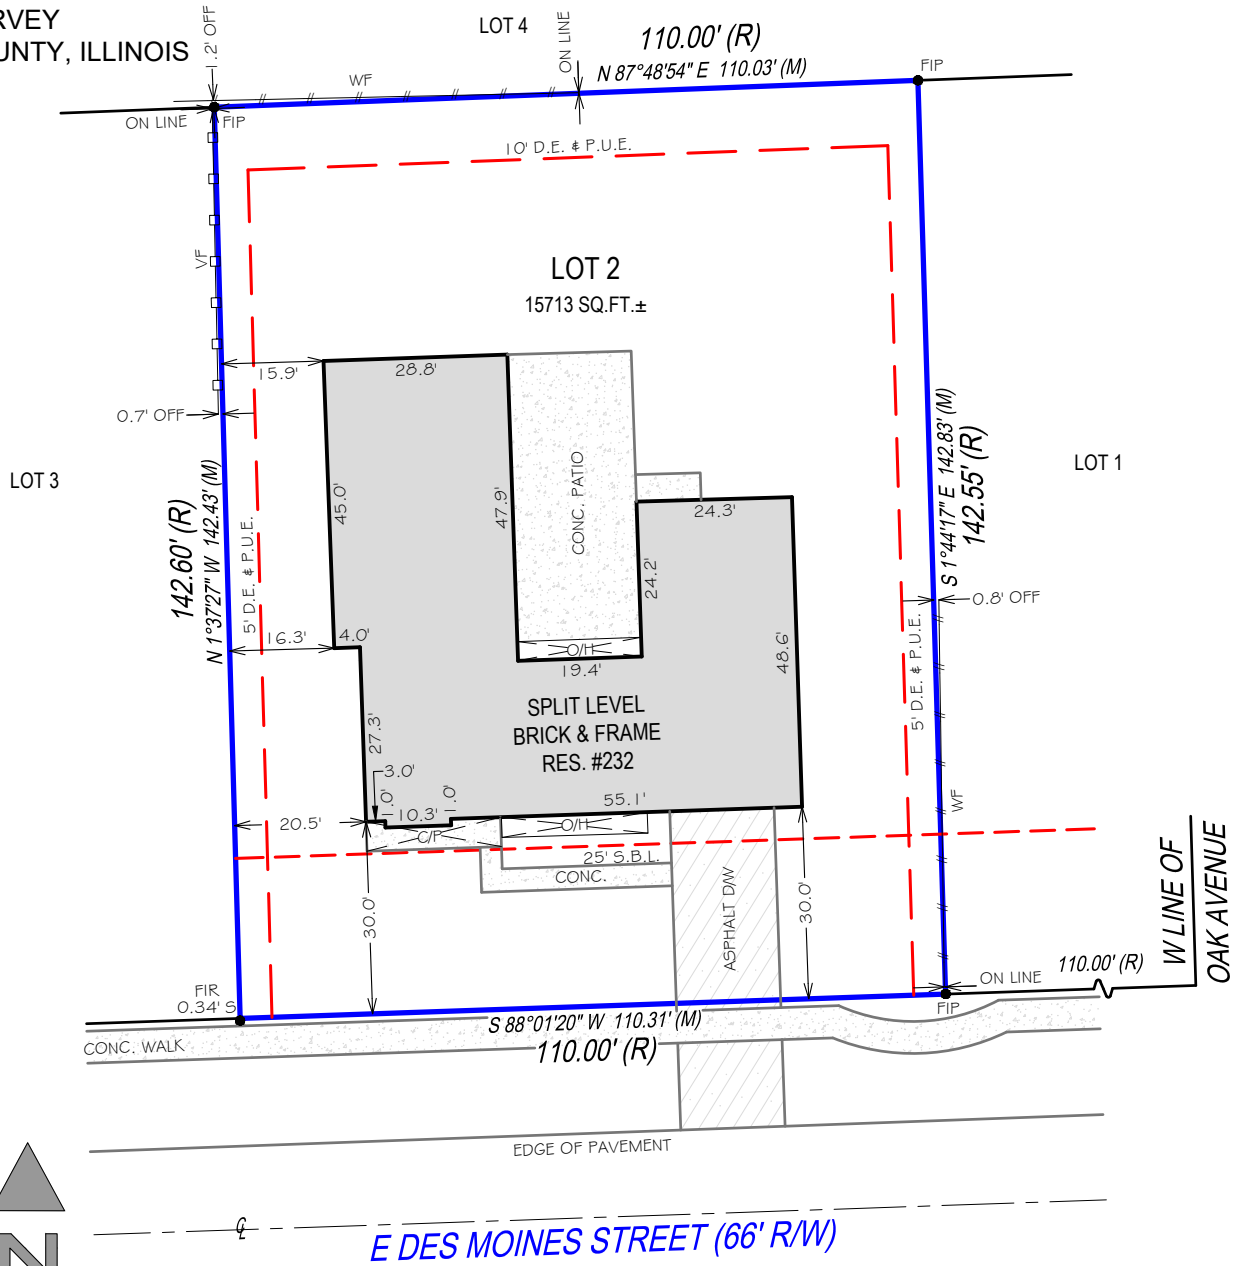 RVEY
UNTY, ILLINOIS
1.2' OFF
LOT 4
ON LINE
110.00' (R)
N 87°48'54" E 110.03' (M)
FIP
WF
ON LINE
FIP
10' D.E. & P.U.E.
VF
LOT 2
15713 SQ.FT.±
15.9'
28.8'
0.7' OFF
LOT 3
LOT 1
142.60' (R)
N 1°37'27" W 142.43' (M)
5' D.E. & P.U.E.
45.0'
47.9'
CONC. PATIO
24.3'
24.2'
S 1°44'17" E 142.83' (M)
142.55' (R)
0.8' OFF
16.3'
4.0'
O/H
19.4'
48.6'
5' D.E. & P.U.E.
SPLIT LEVEL
BRICK & FRAME
RES. #232
27.3'
3.0'
1.0'
10.3'
1.0'
55.1'
WF
20.5'
C/P
O/H
25' S.B.L.
CONC.
30.0'
ASPHALT D/W
30.0'
W LINE OF
OAK AVENUE
FIR
0.34' S
ON LINE
110.00' (R)
FIP
S 88°01'20" W 110.31' (M)
110.00' (R)
CONC. WALK
EDGE OF PAVEMENT
℄
E DES MOINES STREET (66' R/W)
N